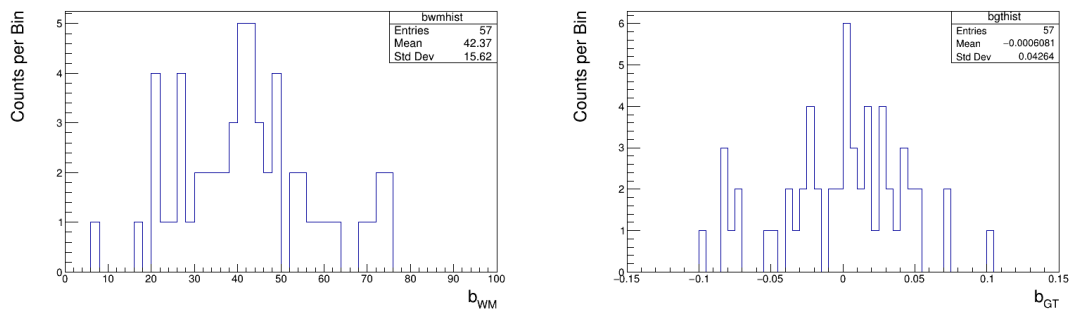 bwmhist
Entries 57
Mean 42.37
Std Dev 15.62
Counts per Bin
5
4
3
2
1
0
0 10 20 30 40 50 60 70 80 90 100
b_WM
bgthist
Entries 57
Mean −0.0006081
Std Dev 0.04264
Counts per Bin
6
5
4
3
2
1
0
−0.15 −0.1 −0.05 0 0.05 0.1 0.15
b_GT